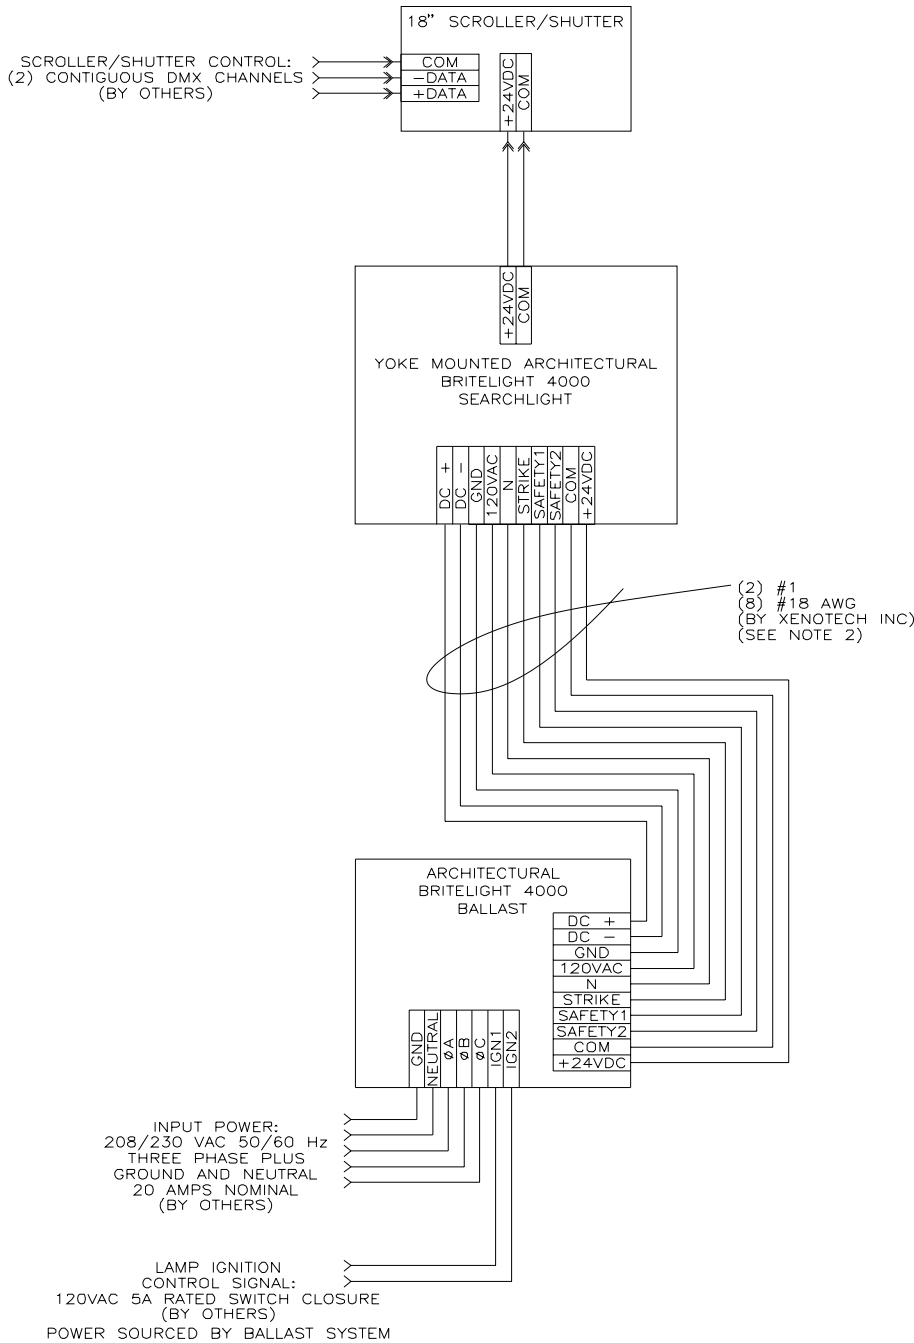 18” SCROLLER/SHUTTER
SCROLLER/SHUTTER CONTROL:
(2) CONTIGUOUS DMX CHANNELS
(BY OTHERS)
COM
-DATA
+DATA
+24VDC
COM
+24VDC
COM
YOKE MOUNTED ARCHITECTURAL
BRITELIGHT 4000
SEARCHLIGHT
DC +
DC -
GND
120VAC
N
STRIKE
SAFETY1
SAFETY2
COM
+24VDC
(2) #1
(8) #18 AWG
(BY XENOTECH INC)
(SEE NOTE 2)
ARCHITECTURAL
BRITELIGHT 4000
BALLAST
DC +
DC -
GND
120VAC
N
STRIKE
SAFETY1
SAFETY2
COM
+24VDC
GND
NEUTRAL
ØA
ØB
ØC
IGN1
IGN2
INPUT POWER:
208/230 VAC 50/60 Hz
THREE PHASE PLUS
GROUND AND NEUTRAL
20 AMPS NOMINAL
(BY OTHERS)
LAMP IGNITION
CONTROL SIGNAL:
120VAC 5A RATED SWITCH CLOSURE
(BY OTHERS)
POWER SOURCED BY BALLAST SYSTEM